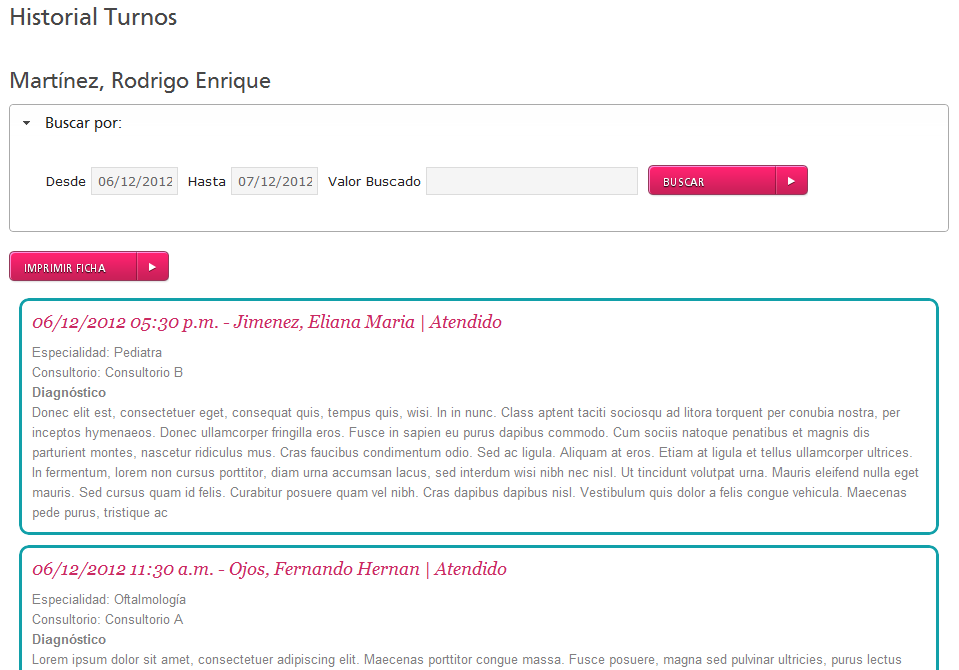 Historial Turnos
Martínez, Rodrigo Enrique
Buscar por:
Desde 06/12/2012 Hasta 07/12/2012 Valor Buscado BUSCAR
IMPRIMIR FICHA
06/12/2012 05:30 p.m. - Jimenez, Eliana Maria | Atendido
Especialidad: Pediatra
Consultorio: Consultorio B
Diagnóstico
Donec elit est, consectetuer eget, consequat quis, tempus quis, wisi. In in nunc. Class aptent taciti sociosqu ad litora torquent per conubia nostra, per
inceptos hymenaeos. Donec ullamcorper fringilla eros. Fusce in sapien eu purus dapibus commodo. Cum sociis natoque penatibus et magnis dis
parturient montes, nascetur ridiculus mus. Cras faucibus condimentum odio. Sed ac ligula. Aliquam at eros. Etiam at ligula et tellus ullamcorper ultrices.
In fermentum, lorem non cursus porttitor, diam urna accumsan lacus, sed interdum wisi nibh nec nisl. Ut tincidunt volutpat urna. Mauris eleifend nulla eget
mauris. Sed cursus quam id felis. Curabitur posuere quam vel nibh. Cras dapibus dapibus nisl. Vestibulum quis dolor a felis congue vehicula. Maecenas
pede purus, tristique ac
06/12/2012 11:30 a.m. - Ojos, Fernando Hernan | Atendido
Especialidad: Oftalmología
Consultorio: Consultorio A
Diagnóstico
Lorem ipsum dolor sit amet, consectetuer adipiscing elit. Maecenas porttitor congue massa. Fusce posuere, magna sed pulvinar ultricies, purus lectus